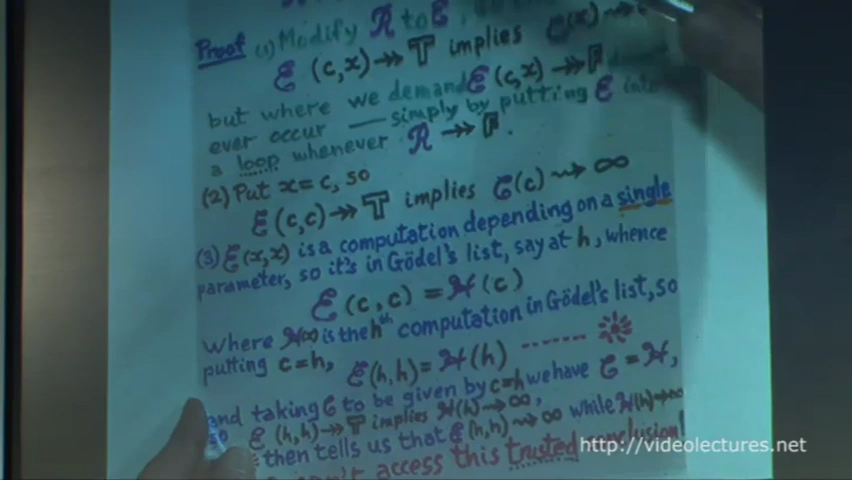 Proof (1) Modify R to E,
E (c,x) →» T implies C(x) ⇝
but where we demand E (c,x) →» F
ever occur — simply by putting E into
a loop whenever R →» F.
(2) Put x = c, so
E (c,c) →» T implies C(c) ⇝ ∞
(3) E(x,x) is a computation depending on a single
parameter, so it's in Gödel's list, say at h, whence
E (c,c) = H (c)
where H(x) is the hth computation in Gödel's list, so
putting c=h, E(h,h) = H(h)
and taking C to be given by c=h we have C = H,
so E (h,h) →» T implies H(h) ⇝ ∞,
then tells us that E(h,h) ⇝ ∞ while H(h) ⇝ ∞
access this trusted conclusion!
http://videolectures.net